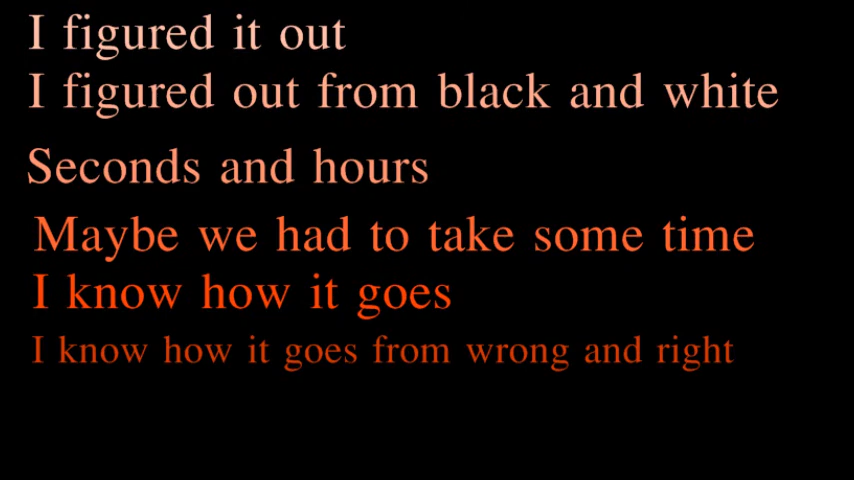 I figured it out
I figured out from black and white
Seconds and hours
Maybe we had to take some time
I know how it goes
I know how it goes from wrong and right